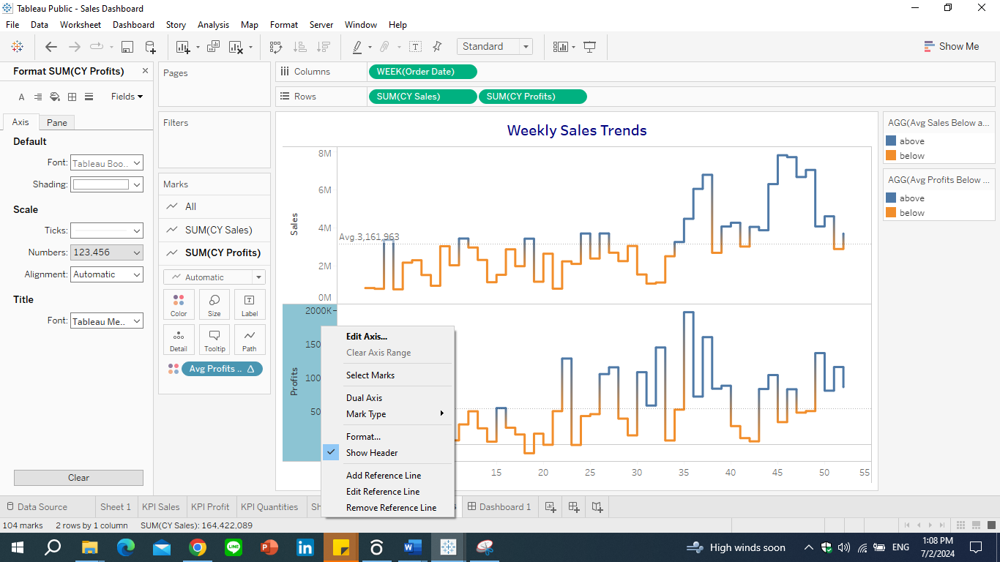 Tableau Public - Sales Dashboard
File Data Worksheet Dashboard Story Analysis Map Format Server Window Help
Standard
Show Me
Format SUM(CY Profits)
A Fields
Axis Pane
Default
Font: Tableau Boo..
Shading:
Scale
Ticks:
Numbers: 123,456
Alignment: Automatic
Title
Font: Tableau Me..
Clear
Pages
Filters
Marks
All
SUM(CY Sales)
SUM(CY Profits)
Automatic
Color Size Label
Detail Tooltip Path
Avg Profits ..
Columns WEEK(Order Date)
Rows SUM(CY Sales) SUM(CY Profits)
Weekly Sales Trends
8M
6M
4M
2M
0M
Sales
Avg.3,161,963
2000K
150
100
50
Profits
15 20 25 30 35 40 45 50 55
Edit Axis...
Clear Axis Range
Select Marks
Dual Axis
Mark Type
Format...
Show Header
Add Reference Line
Edit Reference Line
Remove Reference Line
AGG(Avg Sales Below a...
above
below
AGG(Avg Profits Below ...
above
below
Data Source Sheet 1 KPI Sales KPI Profit KPI Quantities Sh s Dashboard 1
104 marks 2 rows by 1 column SUM(CY Sales): 164,422,089
LINE
High winds soon
ENG
1:08 PM
7/2/2024